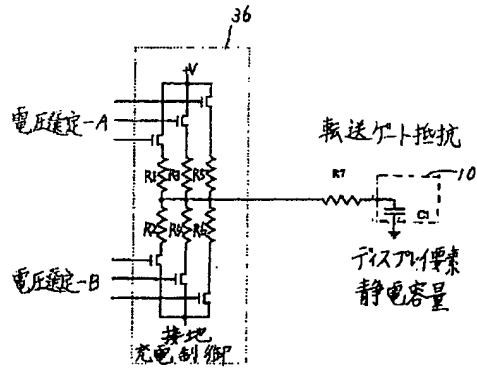 36
+V
電圧選定-A
R1 R3 R5
R2 R4 R6
電圧選定-B
接地
充電制御
転送ゲート抵抗
R7
10
C1
ディスプレイ要素
静電容量